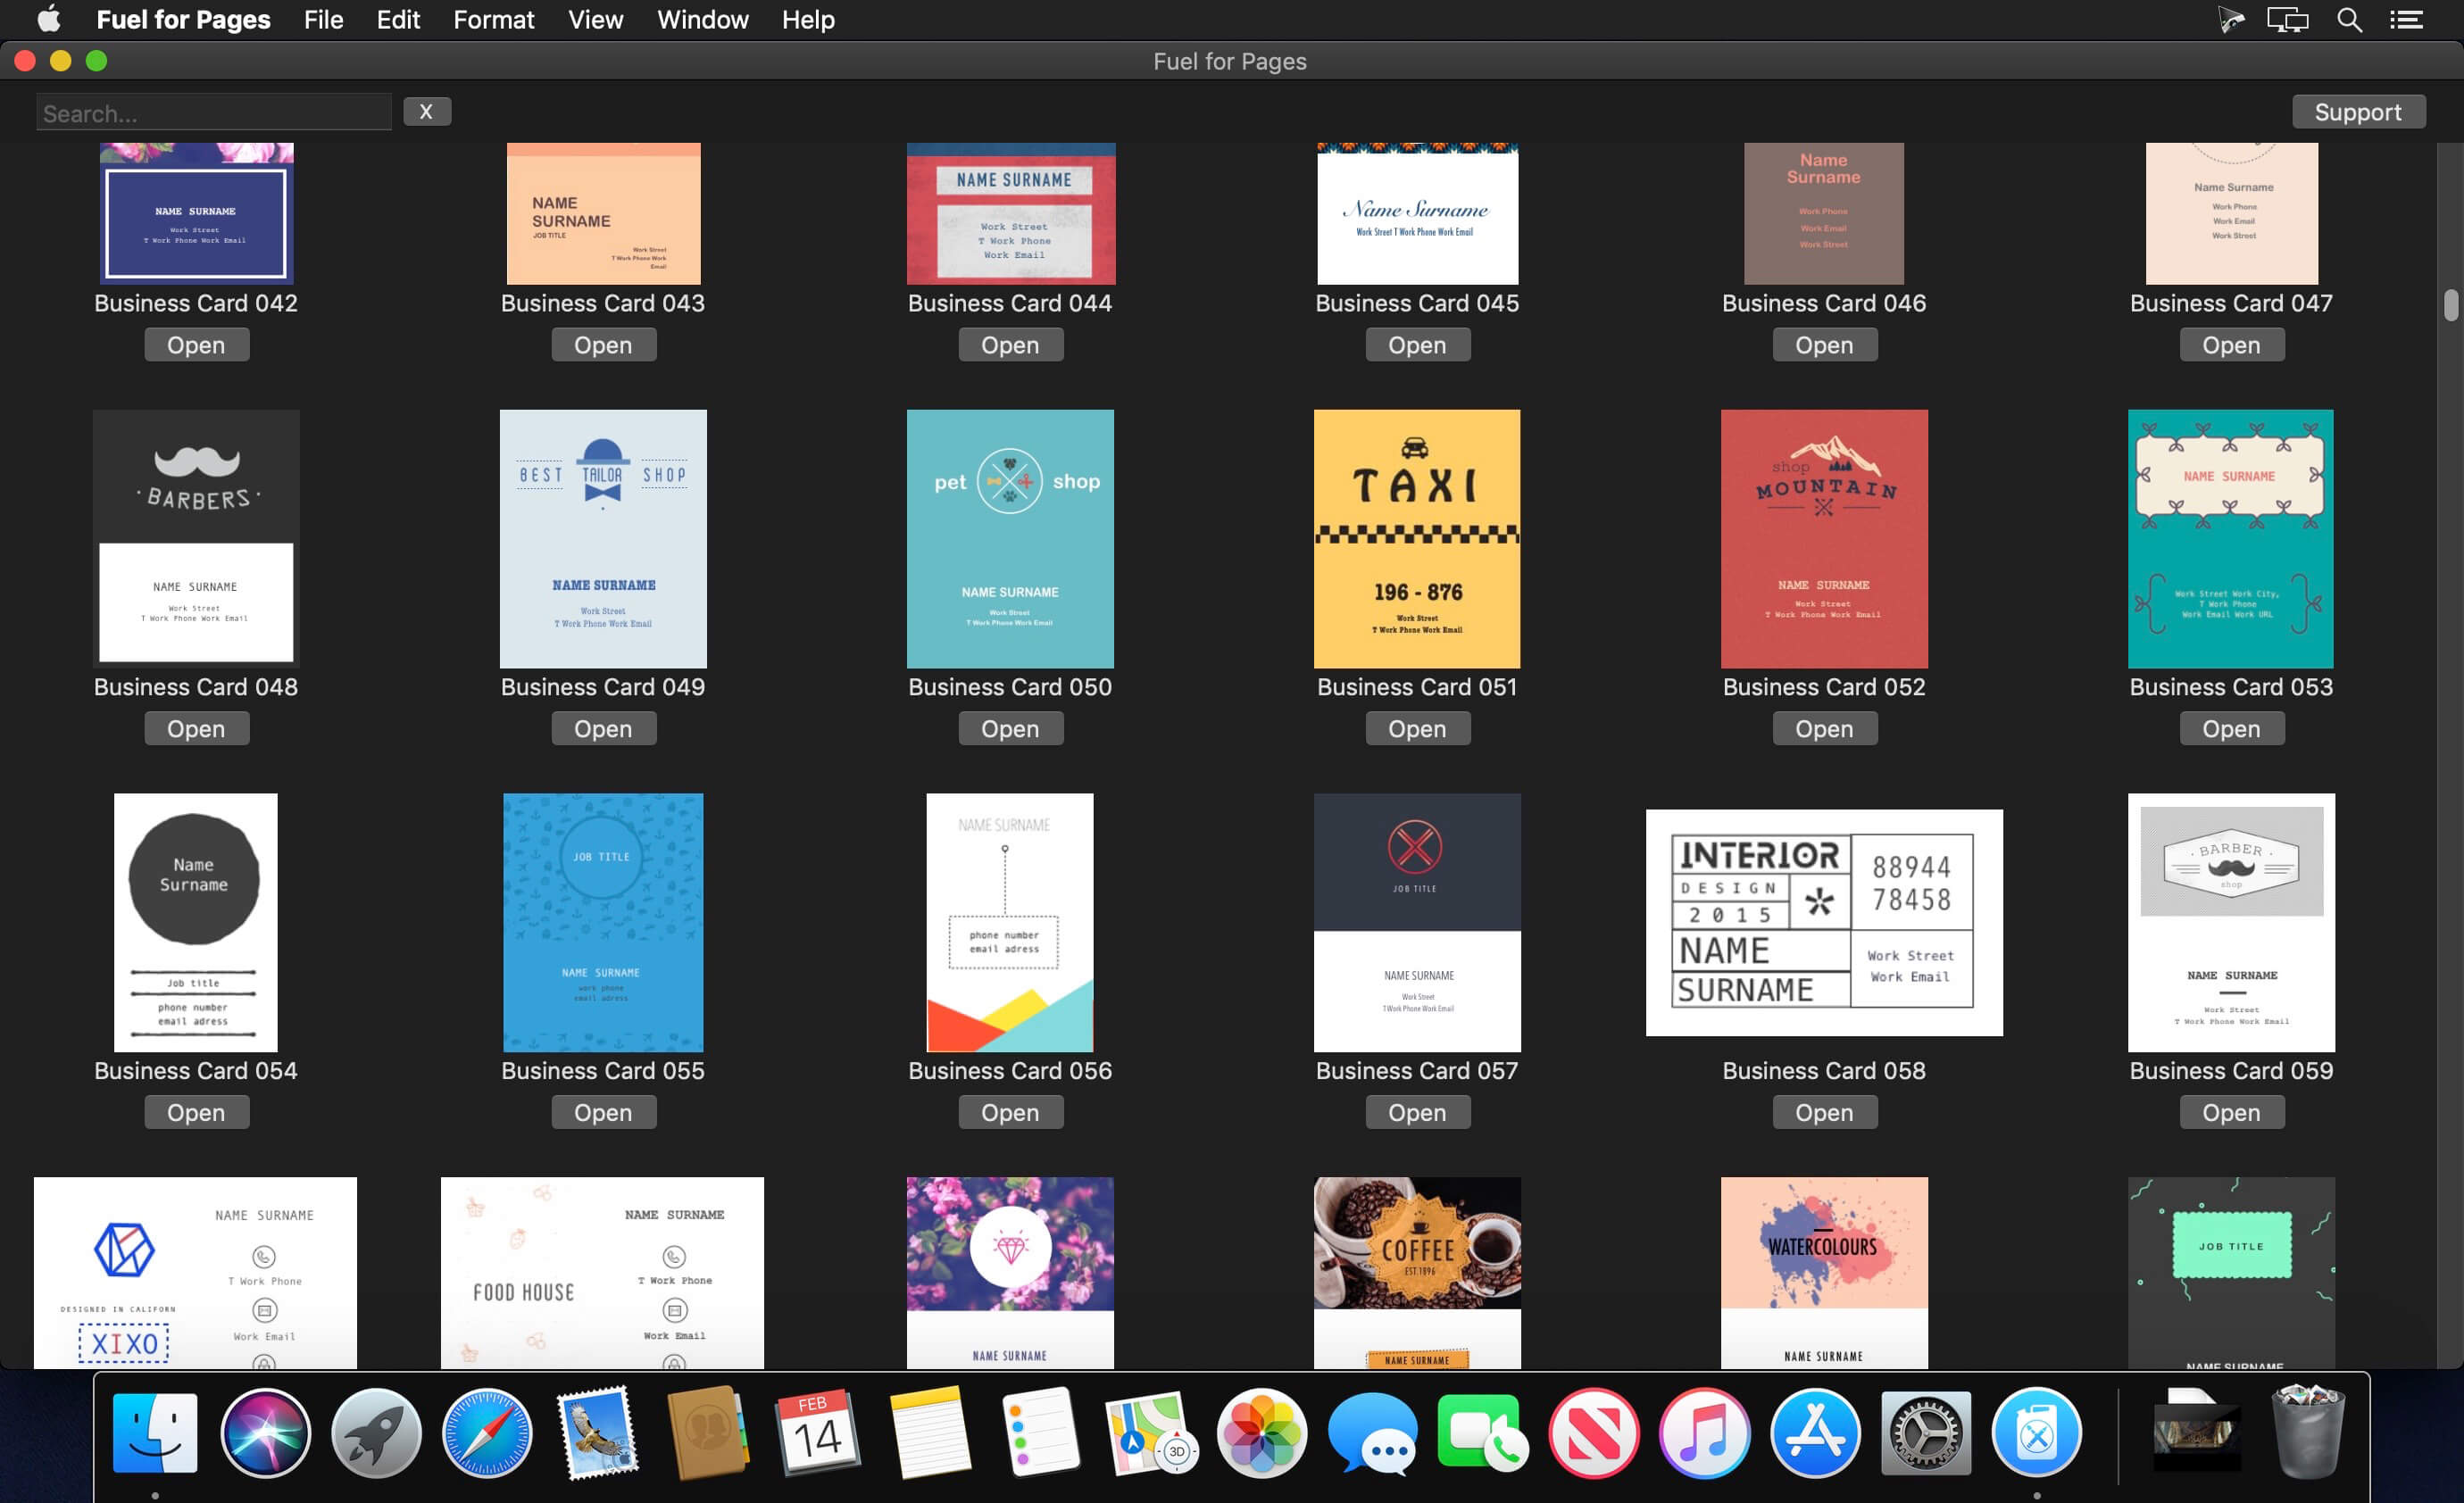 Fuel for Pages File Edit Format View Window Help
Fuel for Pages
Search...
X
Support
NAME SURNAME
Work Street
T Work Phone Work Email
Business Card 042
Open
NAME
SURNAME
JOB TITLE
Work Street
T Work Phone Work
Email
Business Card 043
Open
NAME SURNAME
Work Street
T Work Phone
Work Email
Business Card 044
Open
Name Surname
Work Street T Work Phone Work Email
Business Card 045
Open
Name
Surname
Work Phone
Work Email
Work Street
Business Card 046
Open
Name Surname
Work Phone
Work Email
Work Street
Business Card 047
Open
BARBERS
NAME SURNAME
Work Street
T Work Phone Work Email
Business Card 048
Open
BEST TAILOR SHOP
NAME SURNAME
Work Street
T Work Phone Work Email
Business Card 049
Open
pet shop
NAME SURNAME
Work Street
T Work Phone Work Email
Business Card 050
Open
TAXI
196 - 876
Work Street
T Work Phone Work Email
Business Card 051
Open
shop
MOUNTAIN
NAME SURNAME
Work Street
T Work Phone Work Email
Business Card 052
Open
NAME SURNAME
Work Street Work City,
T Work Phone
Work Email Work URL
Business Card 053
Open
Name
Surname
Job title
phone number
email adress
Business Card 054
Open
JOB TITLE
NAME SURNAME
work phone
email adress
Business Card 055
Open
NAME SURNAME
phone number
email adress
Business Card 056
Open
JOB TITLE
NAME SURNAME
Work Street
T Work Phone Work Email
Business Card 057
Open
INTERIOR
DESIGN
2015
*
NAME
SURNAME
88944
78458
Work Street
Work Email
Business Card 058
Open
BARBER
shop
NAME SURNAME
Work Street
T Work Phone Work Email
Business Card 059
Open
DESIGNED IN CALIFORN
XIXO
NAME SURNAME
T Work Phone
Work Email
FOOD HOUSE
NAME SURNAME
T Work Phone
Work Email
NAME SURNAME
COFFEE
EST.1896
NAME SURNAME
WATERCOLOURS
NAME SURNAME
JOB TITLE
NAME SURNAME
FEB
14
3D